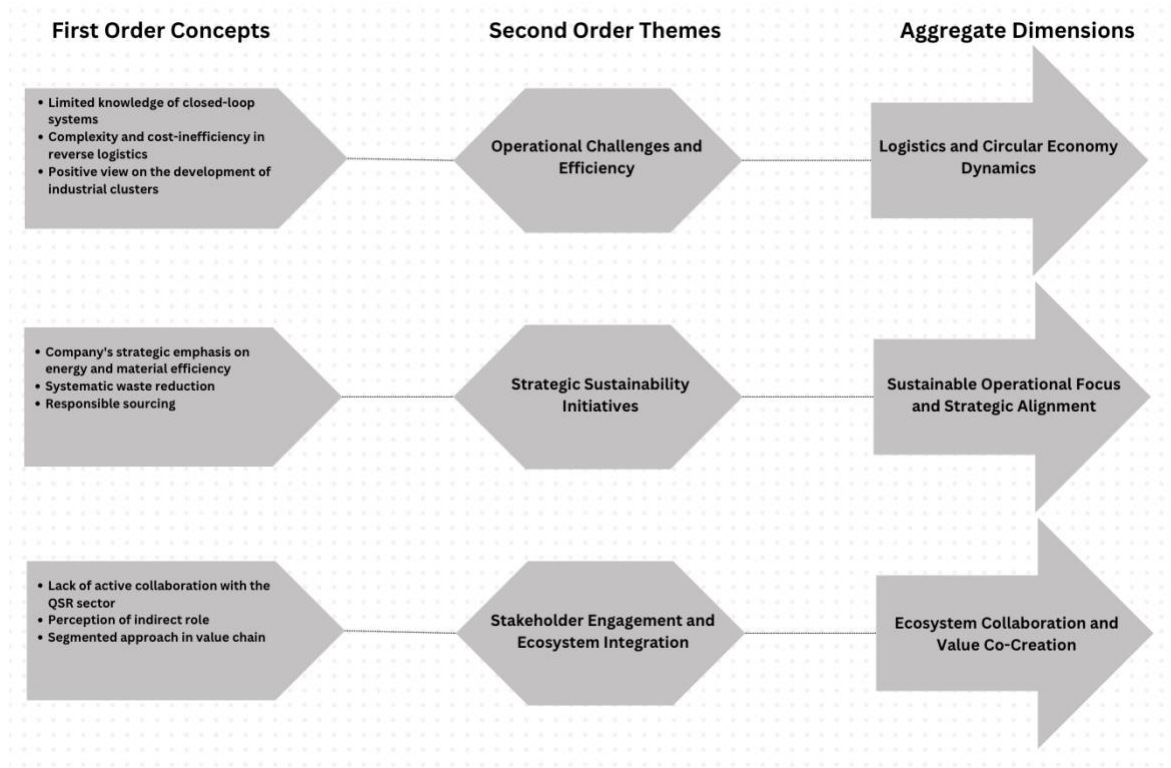 First Order Concepts
Second Order Themes
Aggregate Dimensions
• Limited knowledge of closed-loop
systems
• Complexity and cost-inefficiency in
reverse logistics
• Positive view on the development of
industrial clusters
Operational Challenges and
Efficiency
Logistics and Circular Economy
Dynamics
• Company's strategic emphasis on
energy and material efficiency
• Systematic waste reduction
• Responsible sourcing
Strategic Sustainability
Initiatives
Sustainable Operational Focus
and Strategic Alignment
• Lack of active collaboration with the
QSR sector
• Perception of indirect role
• Segmented approach in value chain
Stakeholder Engagement and
Ecosystem Integration
Ecosystem Collaboration and
Value Co-Creation